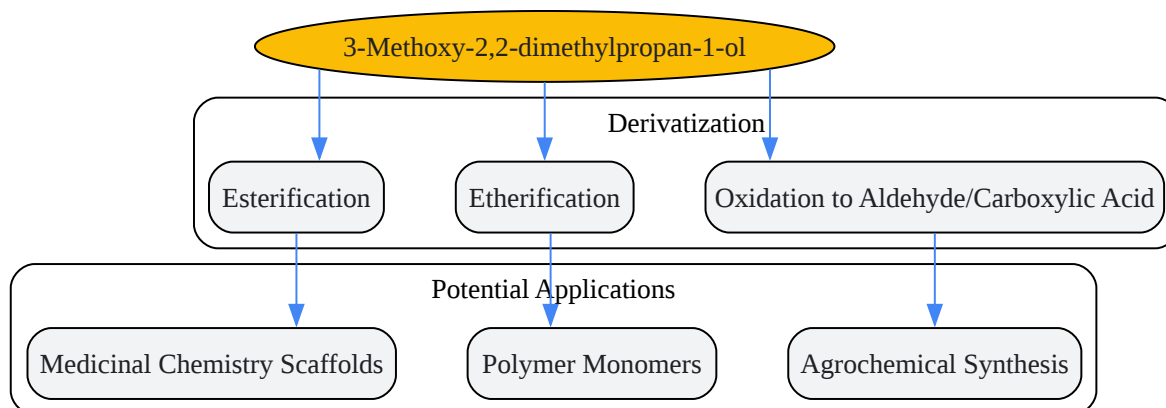 3-Methoxy-2,2-dimethylpropan-1-ol
Derivatization
Esterification
Etherification
Oxidation to Aldehyde/Carboxylic Acid
Potential Applications
Medicinal Chemistry Scaffolds
Polymer Monomers
Agrochemical Synthesis